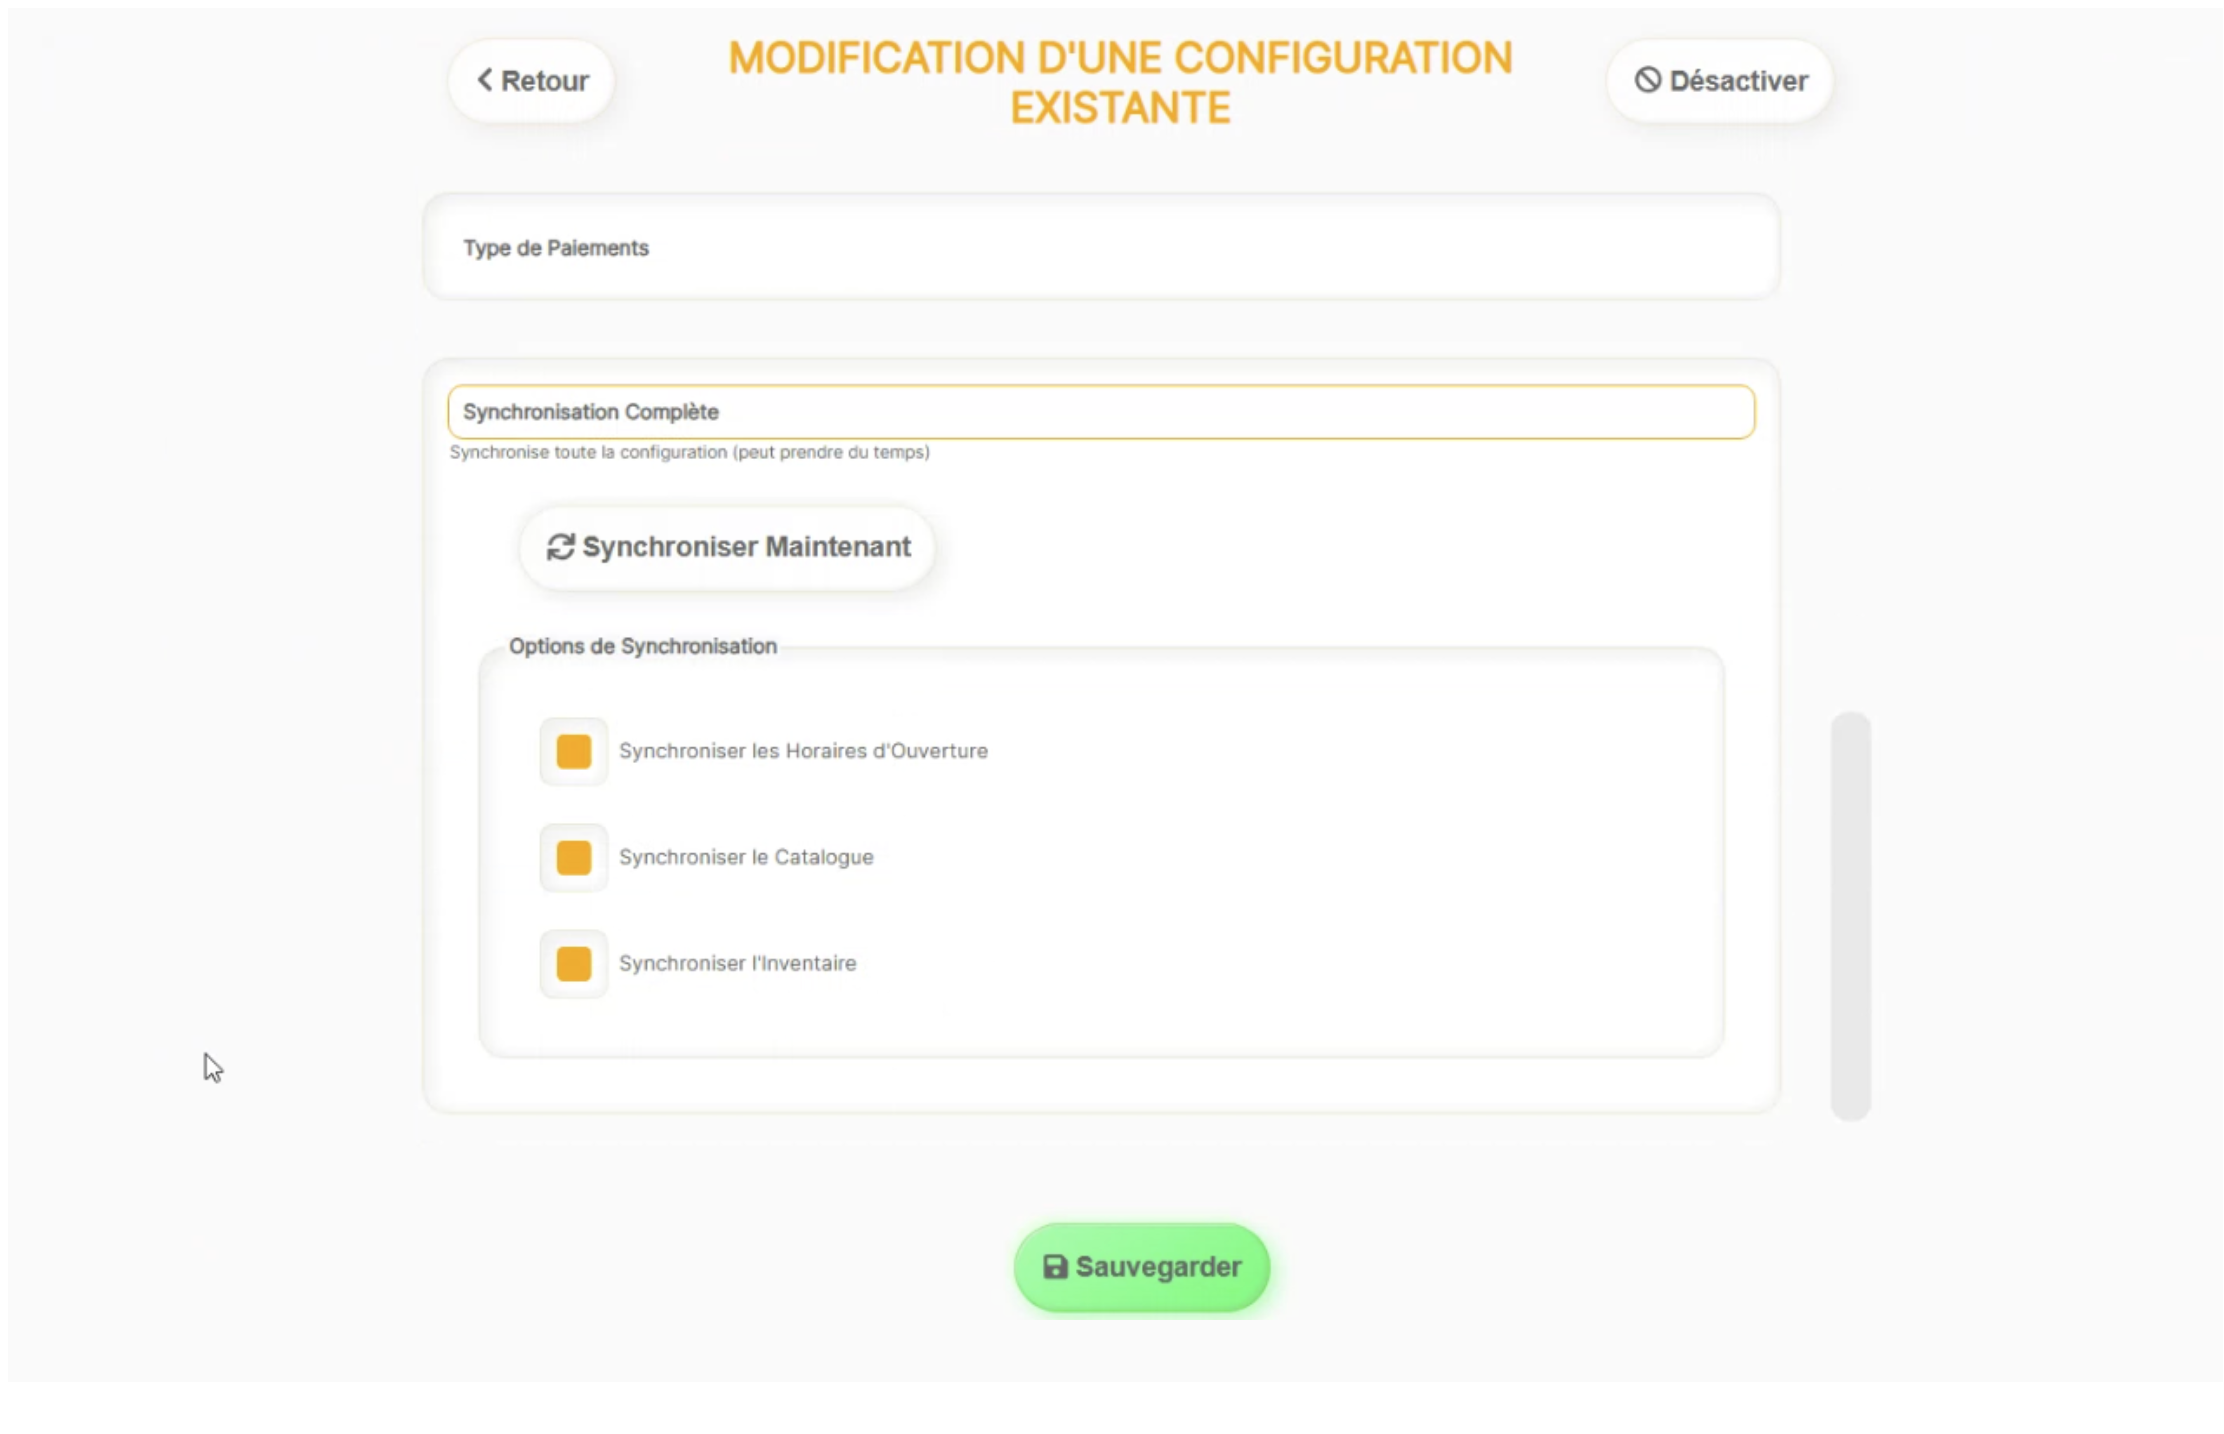 Retour
MODIFICATION D'UNE CONFIGURATION
EXISTANTE
Désactiver
Type de Paiements
Synchronisation Complète
Synchronise toute la configuration (peut prendre du temps)
Synchroniser Maintenant
Options de Synchronisation
Synchroniser les Horaires d'Ouverture
Synchroniser le Catalogue
Synchroniser l'Inventaire
Sauvegarder